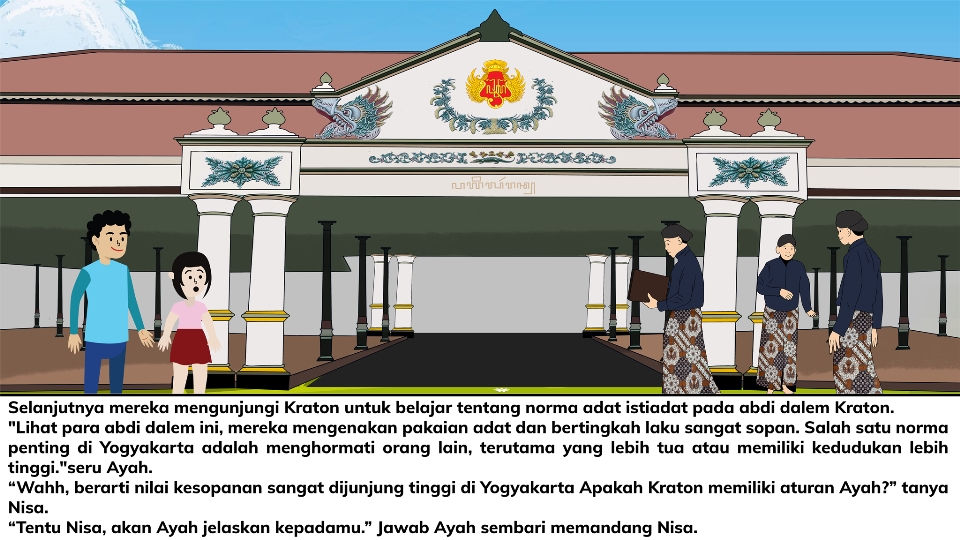 Selanjutnya mereka mengunjungi Kraton untuk belajar tentang norma adat istiadat pada abdi dalem Kraton.
"Lihat para abdi dalem ini, mereka mengenakan pakaian adat dan bertingkah laku sangat sopan. Salah satu norma
penting di Yogyakarta adalah menghormati orang lain, terutama yang lebih tua atau memiliki kedudukan lebih
tinggi."seru Ayah.
“Wahh, berarti nilai kesopanan sangat dijunjung tinggi di Yogyakarta Apakah Kraton memiliki aturan Ayah?” tanya
Nisa.
“Tentu Nisa, akan Ayah jelaskan kepadamu.” Jawab Ayah sembari memandang Nisa.